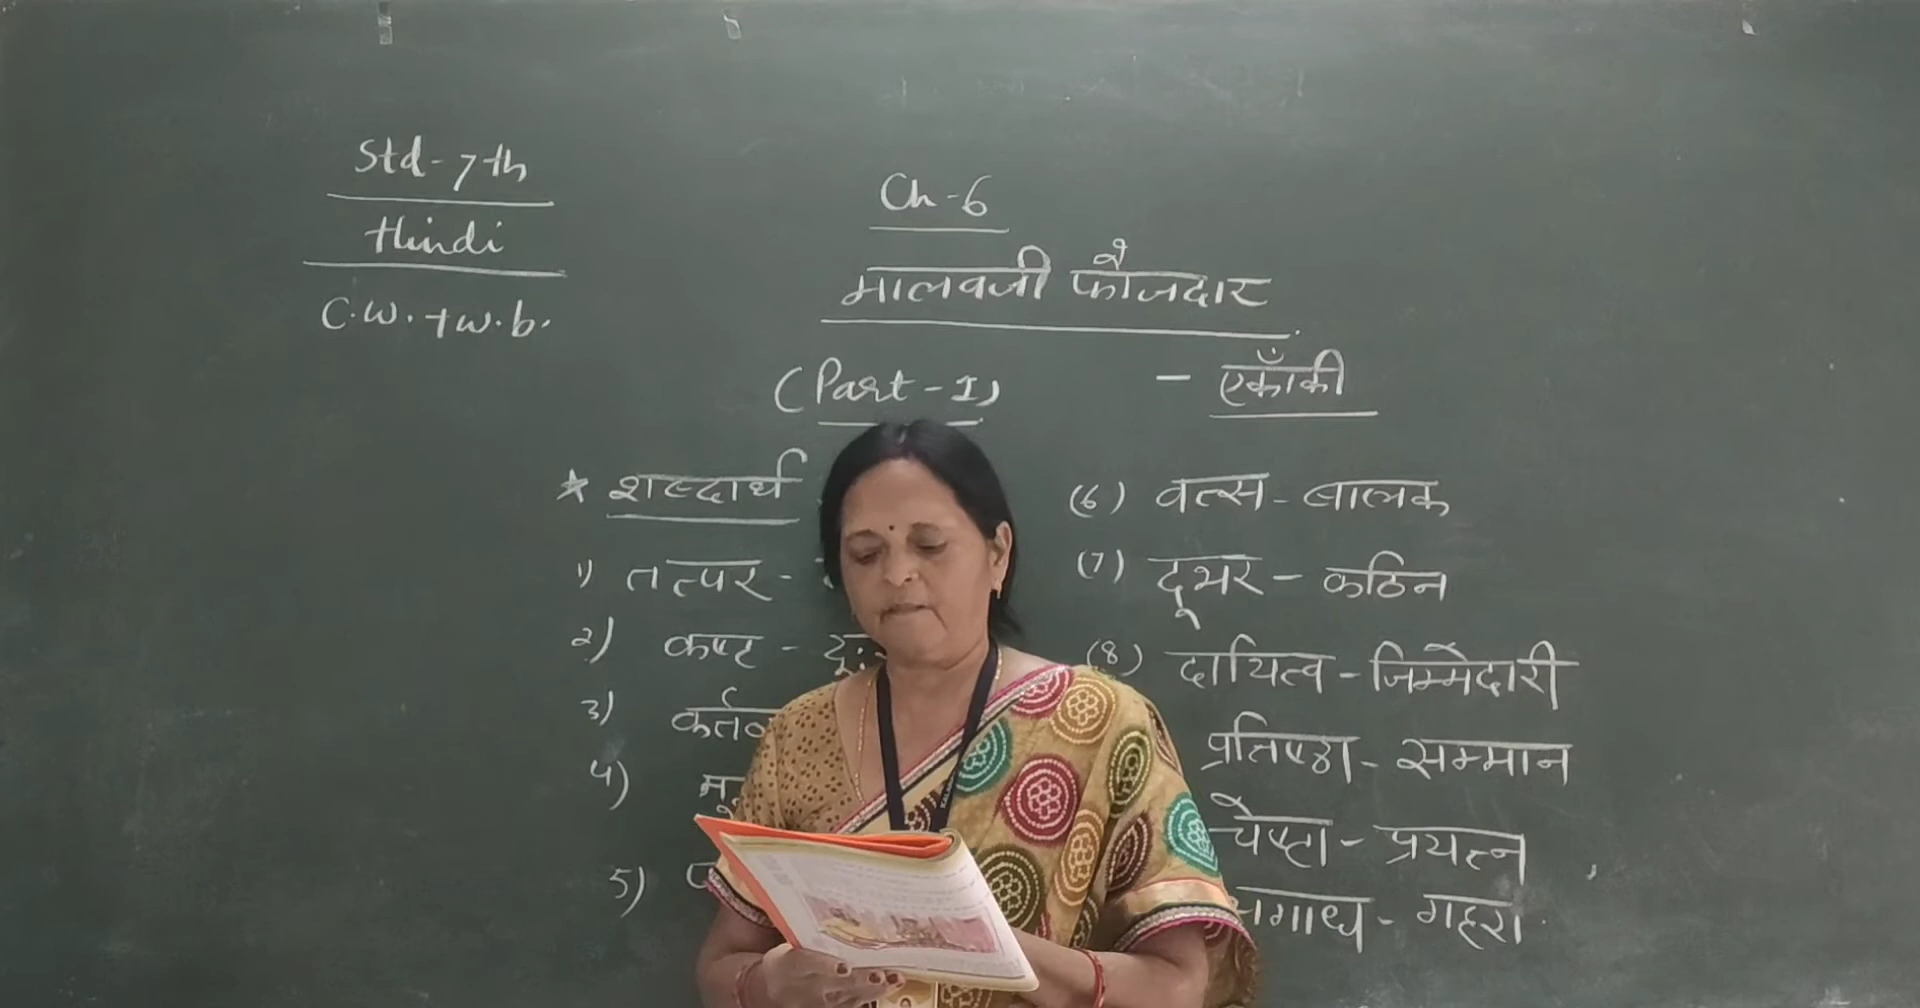 Std-7th
Hindi
C.W.+W.b.
Ch-6
मालवजी फौजदार
(Part-I)
- एकाँकी
* शब्दार्थ
1) तत्पर -
2) कष्ट - दुः
3)
4)
5)
(6) वत्स - बालक
(7) दूभर - कठिन
(8) दायित्व - जिम्मेदारी
प्रतिष्ठा - सम्मान
चेष्टा - प्रयत्न
- गहरा